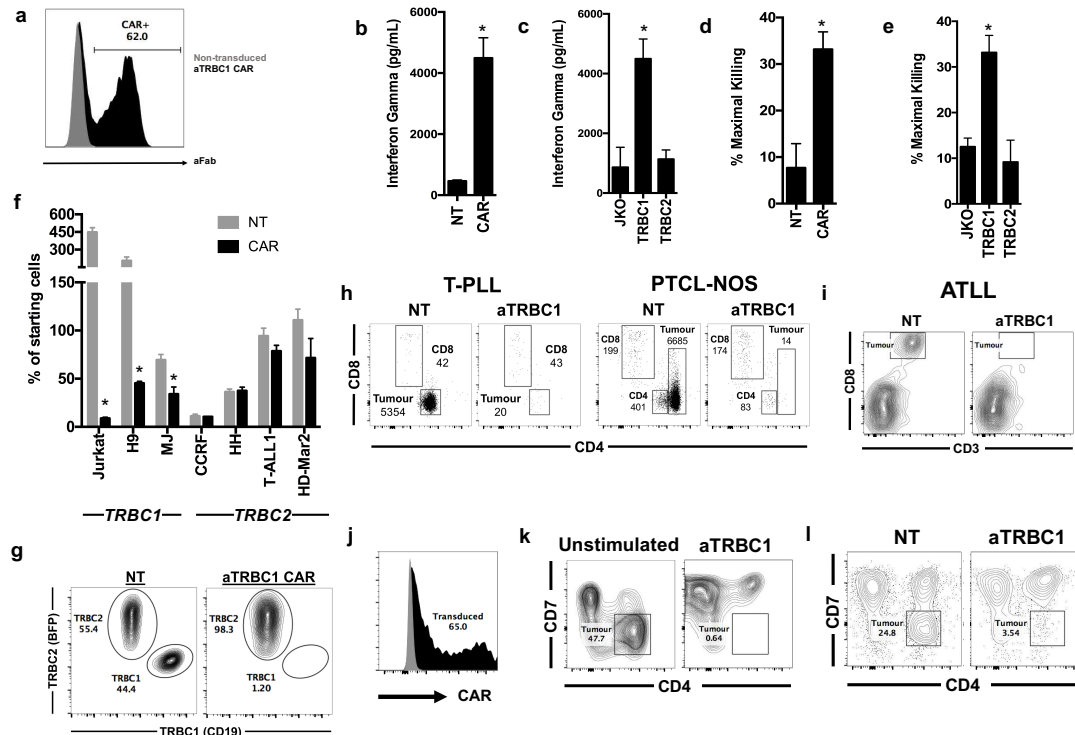 a
CAR+
62.0
Non-transduced
aTRBC1 CAR
aFab
b
Interferon Gamma (pg/mL)
6000
4000
2000
0
*
NT
CAR
c
Interferon Gamma (pg/mL)
6000
4000
2000
0
*
JKO
TRBC1
TRBC2
d
% Maximal Killing
40
30
20
10
0
*
NT
CAR
e
% Maximal Killing
40
30
20
10
0
*
JKO
TRBC1
TRBC2
f
% of starting cells
600
450
300
150
100
50
0
NT
CAR
*
*
*
Jurkat
H9
MJ
CCRF
HH
T-ALL1
HD-Mar2
TRBC1
TRBC2
g
NT
aTRBC1 CAR
TRBC2 (BFP)
TRBC2
55.4
TRBC1
44.4
TRBC2
98.3
TRBC1
1.20
TRBC1 (CD19)
h
T-PLL
PTCL-NOS
NT
aTRBC1
NT
aTRBC1
CD8
CD8
42
Tumour
5354
CD8
43
Tumour
20
CD8
199
Tumour
6685
CD4
401
CD8
174
Tumour
14
CD4
83
CD4
i
ATLL
NT
aTRBC1
CD8
Tumour
Tumour
CD3
j
Transduced
65.0
CAR
k
Unstimulated
aTRBC1
CD7
Tumour
47.7
Tumour
0.64
CD4
l
NT
aTRBC1
CD7
Tumour
24.8
Tumour
3.54
CD4